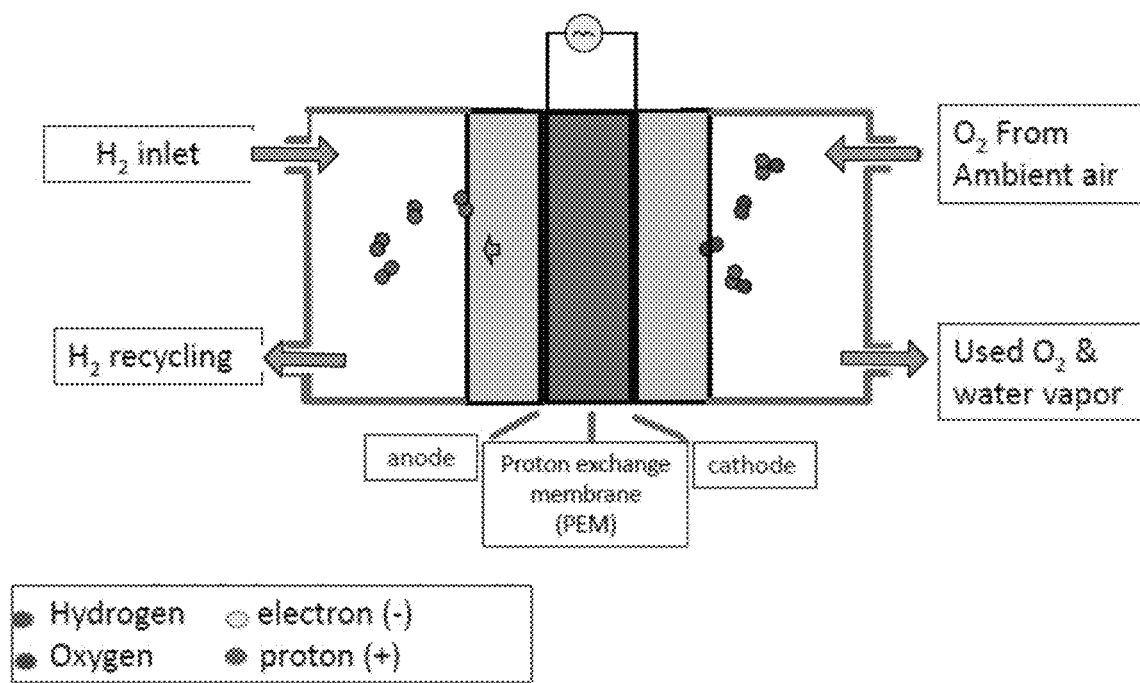 H₂ inlet
O₂ From
Ambient air
H₂ recycling
Used O₂ &
water vapor
anode
Proton exchange
membrane
(PEM)
cathode
Hydrogen
electron (-)
Oxygen
proton (+)